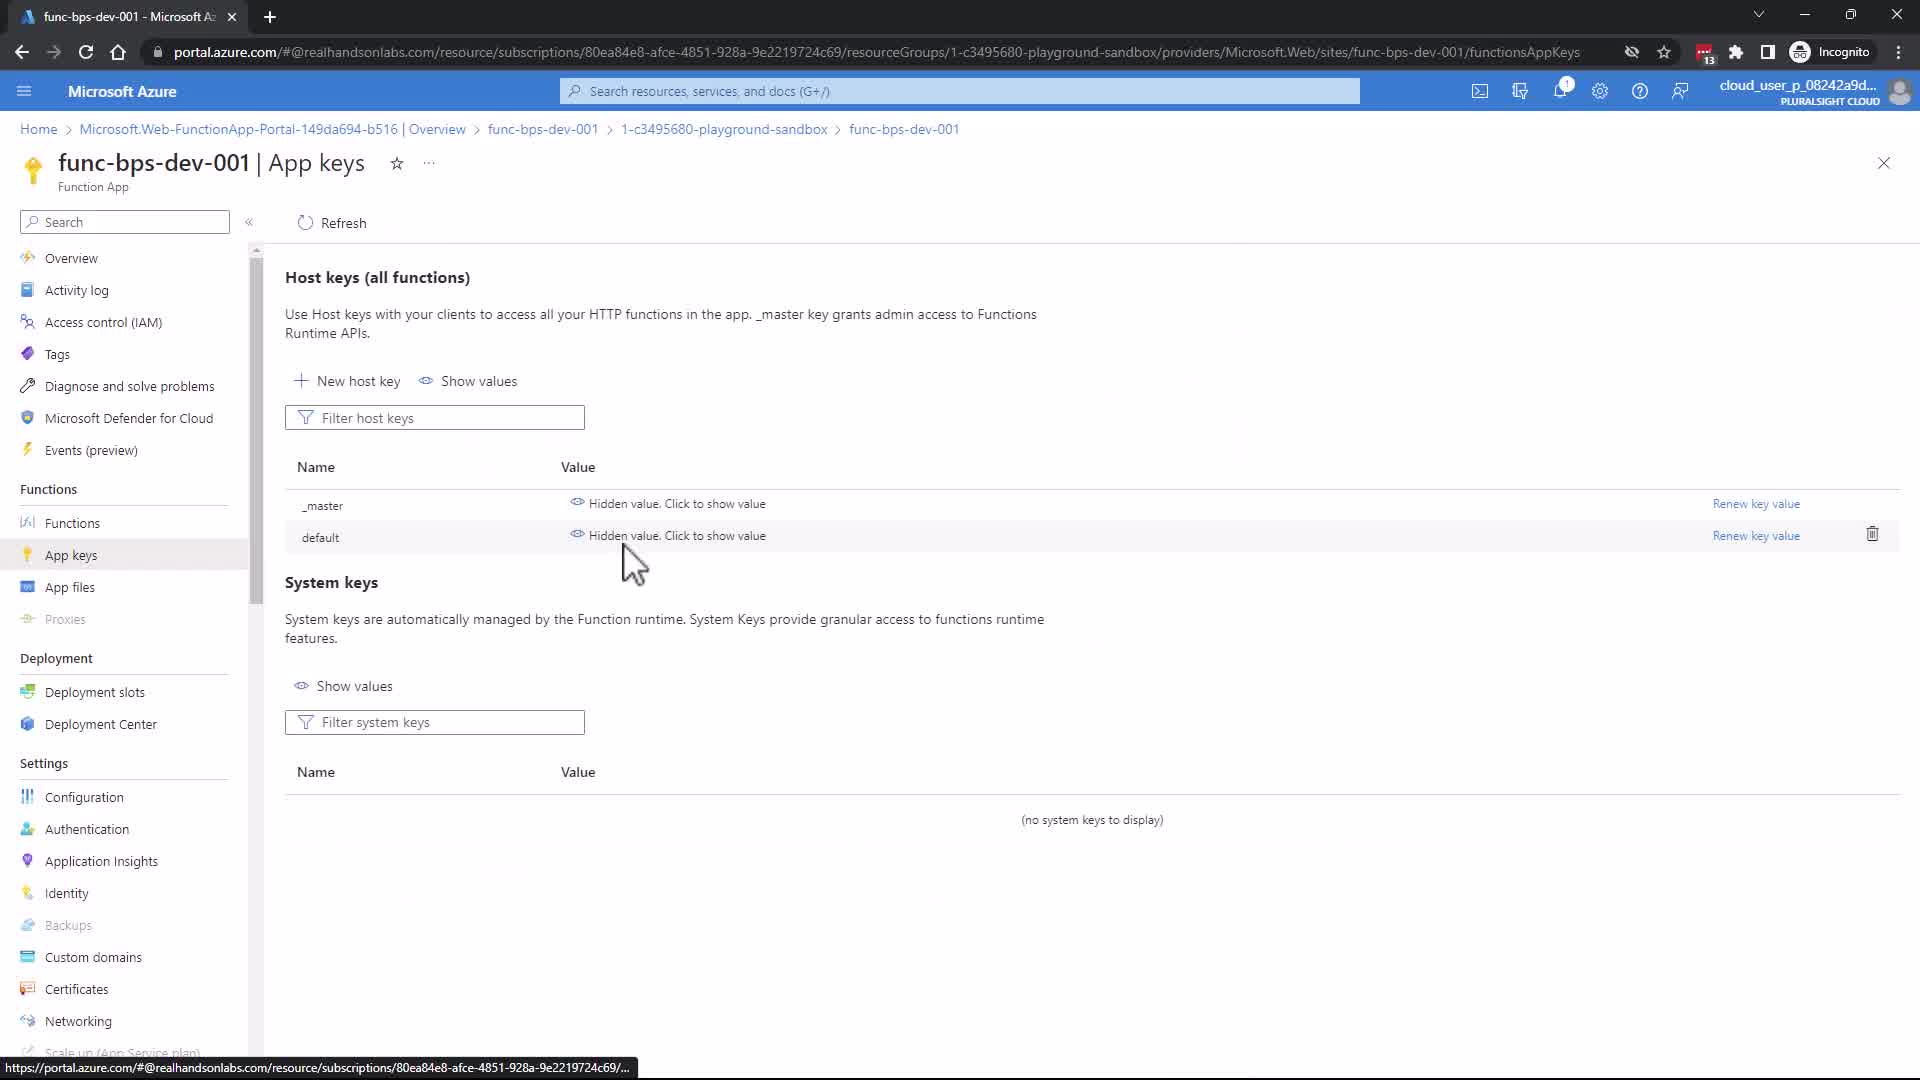 func-bps-dev-001 - Microsoft Az
portal.azure.com/#@realhandsonlabs.com/resource/subscriptions/80ea84e8-afce-4851-928a-9e2219724c69/resourceGroups/1-c3495680-playground-sandbox/providers/Microsoft.Web/sites/func-bps-dev-001/functionsAppKeys
13
Incognito
Microsoft Azure
Search resources, services, and docs (G+/)
1
cloud_user_p_08242a9d...
PLURALSIGHT CLOUD
Home > Microsoft.Web-FunctionApp-Portal-149da694-b516 | Overview > func-bps-dev-001 > 1-c3495680-playground-sandbox > func-bps-dev-001
func-bps-dev-001 | App keys
Function App
Search
Refresh
Overview
Activity log
Access control (IAM)
Tags
Diagnose and solve problems
Microsoft Defender for Cloud
Events (preview)
Functions
Functions
App keys
App files
Proxies
Deployment
Deployment slots
Deployment Center
Settings
Configuration
Authentication
Application Insights
Identity
Backups
Custom domains
Certificates
Networking
Scale up (App Service plan)
Host keys (all functions)
Use Host keys with your clients to access all your HTTP functions in the app. _master key grants admin access to Functions
Runtime APIs.
New host key Show values
Filter host keys
Name Value
_master Hidden value. Click to show value Renew key value
default Hidden value. Click to show value Renew key value
System keys
System keys are automatically managed by the Function runtime. System Keys provide granular access to functions runtime
features.
Show values
Filter system keys
Name Value
(no system keys to display)
https://portal.azure.com/#@realhandsonlabs.com/resource/subscriptions/80ea84e8-afce-4851-928a-9e2219724c69/...